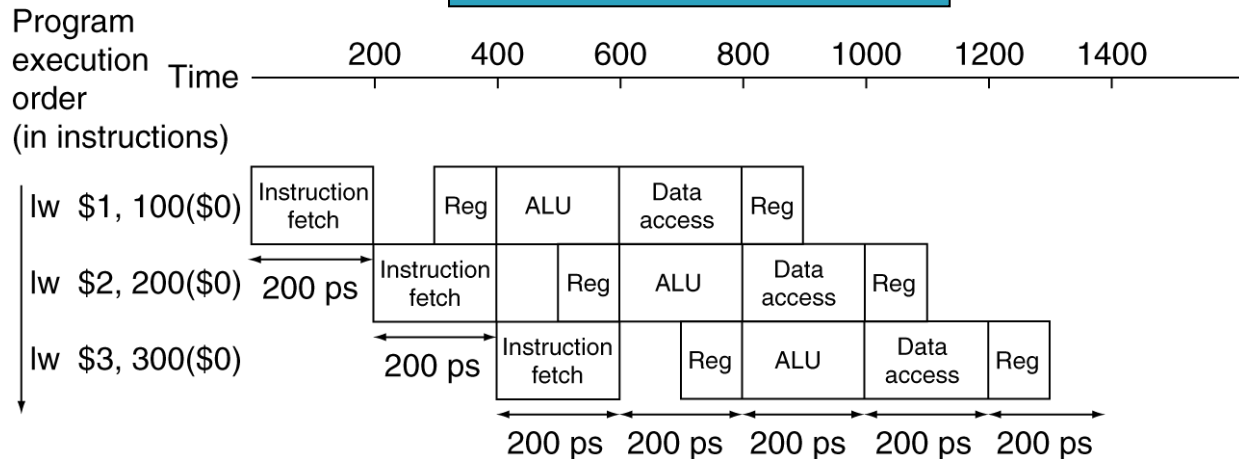 Program
execution
order
(in instructions)
Time
200 400 600 800 1000 1200 1400
lw $1, 100($0)
Instruction
fetch
Reg
ALU
Data
access
Reg
200 ps
lw $2, 200($0)
Instruction
fetch
Reg
ALU
Data
access
Reg
200 ps
lw $3, 300($0)
Instruction
fetch
Reg
ALU
Data
access
Reg
200 ps 200 ps 200 ps 200 ps 200 ps